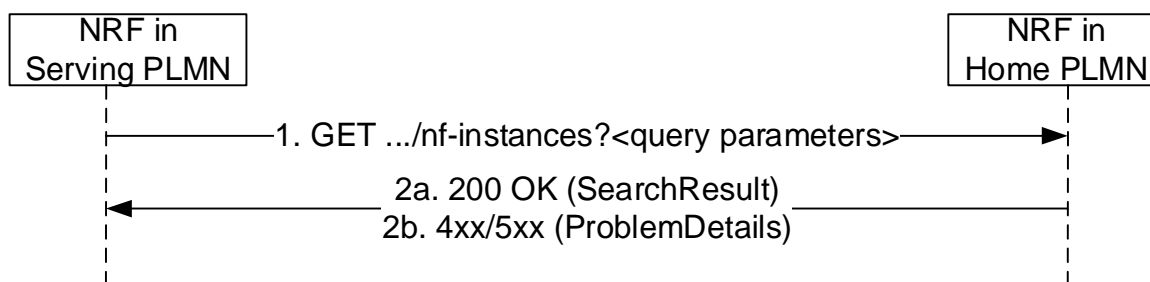 NRF in
Serving PLMN
NRF in
Home PLMN
1. GET .../nf-instances?<query parameters>
2a. 200 OK (SearchResult)
2b. 4xx/5xx (ProblemDetails)